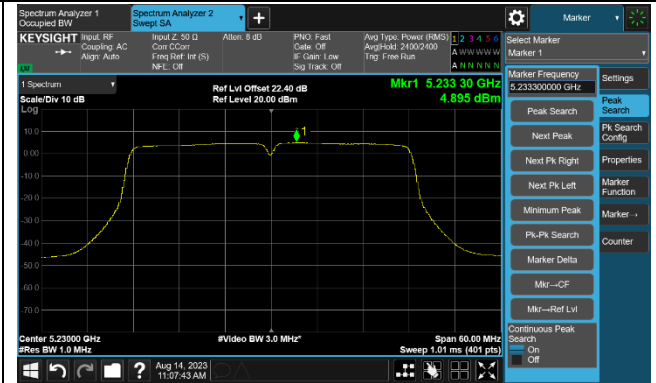 Spectrum Analyzer 1
Occupied BW
Spectrum Analyzer 2
Swept SA
+
Marker
KEYSIGHT
Input: RF
Coupling: AC
Align: Auto
Input Z: 50 Ω
Corr CCorr
Freq Ref: Int (S)
NFE: Off
Atten: 8 dB
PNO: Fast
Gate: Off
IF Gain: Low
Sig Track: Off
Avg Type: Power (RMS)
Avg|Hold: 2400/2400
Trig: Free Run
1 2 3 4 5 6
A W W W W W
A N N N N N
LV
Select Marker
Marker 1
1 Spectrum
Scale/Div 10 dB
Log
Ref Lvl Offset 22.40 dB
Ref Level 20.00 dBm
Mkr1 5.233 30 GHz
4.895 dBm
1
10.0
0.00
-10.0
-20.0
-30.0
-40.0
-50.0
-60.0
-70.0
Center 5.23000 GHz
#Res BW 1.0 MHz
#Video BW 3.0 MHz*
Span 60.00 MHz
Sweep 1.01 ms (401 pts)
Marker Frequency
5.233300000 GHz
Peak Search
Next Peak
Next Pk Right
Next Pk Left
Minimum Peak
Pk-Pk Search
Marker Delta
Mkr→CF
Mkr→Ref Lvl
Continuous Peak
Search
On
Off
Settings
Peak
Search
Pk Search
Config
Properties
Marker
Function
Marker→
Counter
?
Aug 14, 2023
11:07:43 AM